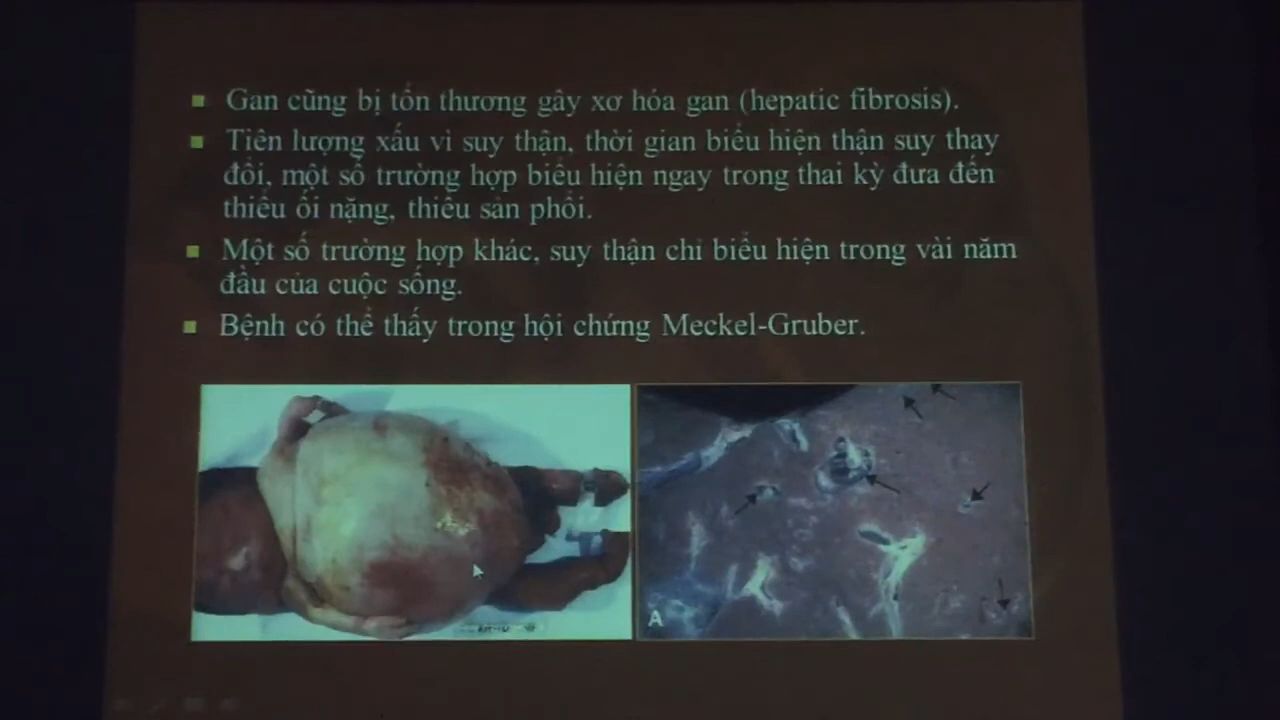 Gan cũng bị tổn thương gây xơ hóa gan (hepatic fibrosis).
Tiên lượng xấu vì suy thận, thời gian biểu hiện thận suy thay
đổi, một số trường hợp biểu hiện ngay trong thai kỳ đưa đến
thiểu ối nặng, thiểu sản phổi.
Một số trường hợp khác, suy thận chỉ biểu hiện trong vài năm
đầu của cuộc sống.
Bệnh có thể thấy trong hội chứng Meckel-Gruber.
A